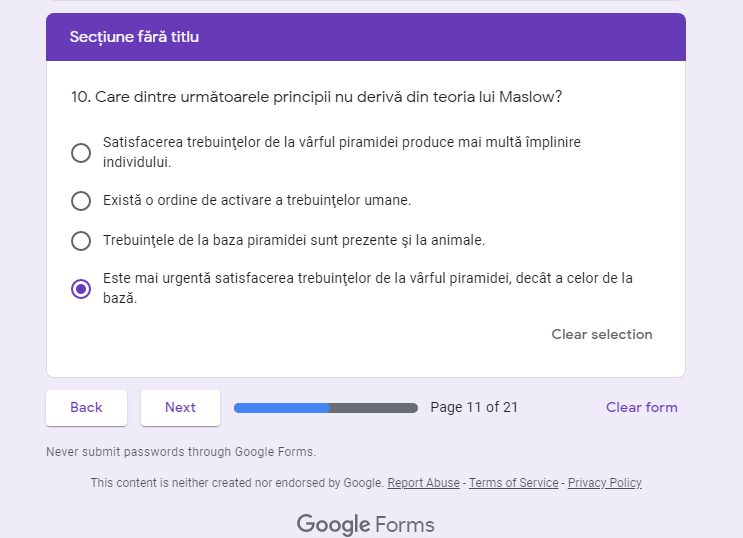 Secțiune fără titlu
10. Care dintre următoarele principii nu derivă din teoria lui Maslow?
Satisfacerea trebuinţelor de la vârful piramidei produce mai multă împlinire
individului.
Există o ordine de activare a trebuinţelor umane.
Trebuinţele de la baza piramidei sunt prezente şi la animale.
Este mai urgentă satisfacerea trebuinţelor de la vârful piramidei, decât a celor de la
bază.
Clear selection
Back
Next
Page 11 of 21
Clear form
Never submit passwords through Google Forms.
This content is neither created nor endorsed by Google. Report Abuse - Terms of Service - Privacy Policy
Google Forms